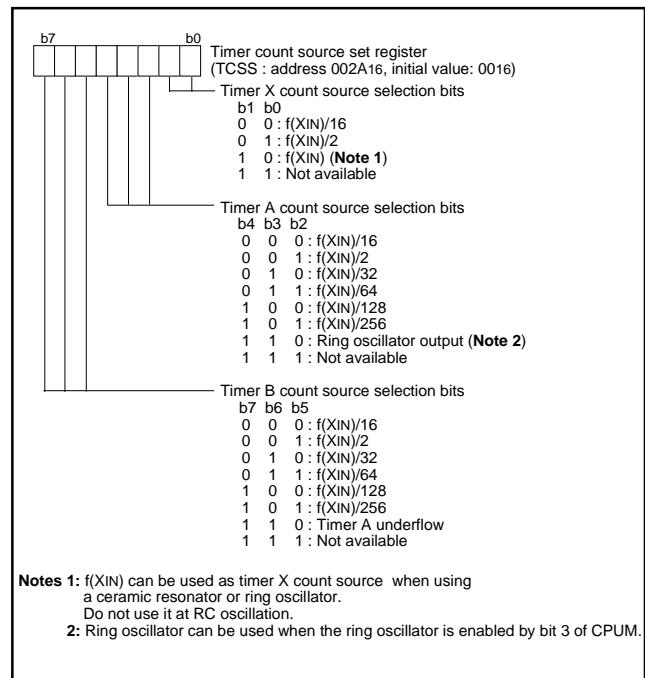 b7 b0
Timer count source set register
(TCSS : address 002A16, initial value: 0016)
Timer X count source selection bits
b1 b0
0 0 : f(XIN)/16
0 1 : f(XIN)/2
1 0 : f(XIN) (Note 1)
1 1 : Not available
Timer A count source selection bits
b4 b3 b2
0 0 0 : f(XIN)/16
0 0 1 : f(XIN)/2
0 1 0 : f(XIN)/32
0 1 1 : f(XIN)/64
1 0 0 : f(XIN)/128
1 0 1 : f(XIN)/256
1 1 0 : Ring oscillator output (Note 2)
1 1 1 : Not available
Timer B count source selection bits
b7 b6 b5
0 0 0 : f(XIN)/16
0 0 1 : f(XIN)/2
0 1 0 : f(XIN)/32
0 1 1 : f(XIN)/64
1 0 0 : f(XIN)/128
1 0 1 : f(XIN)/256
1 1 0 : Timer A underflow
1 1 1 : Not available
Notes 1: f(XIN) can be used as timer X count source when using
a ceramic resonator or ring oscillator.
Do not use it at RC oscillation.
2: Ring oscillator can be used when the ring oscillator is enabled by bit 3 of CPUM.